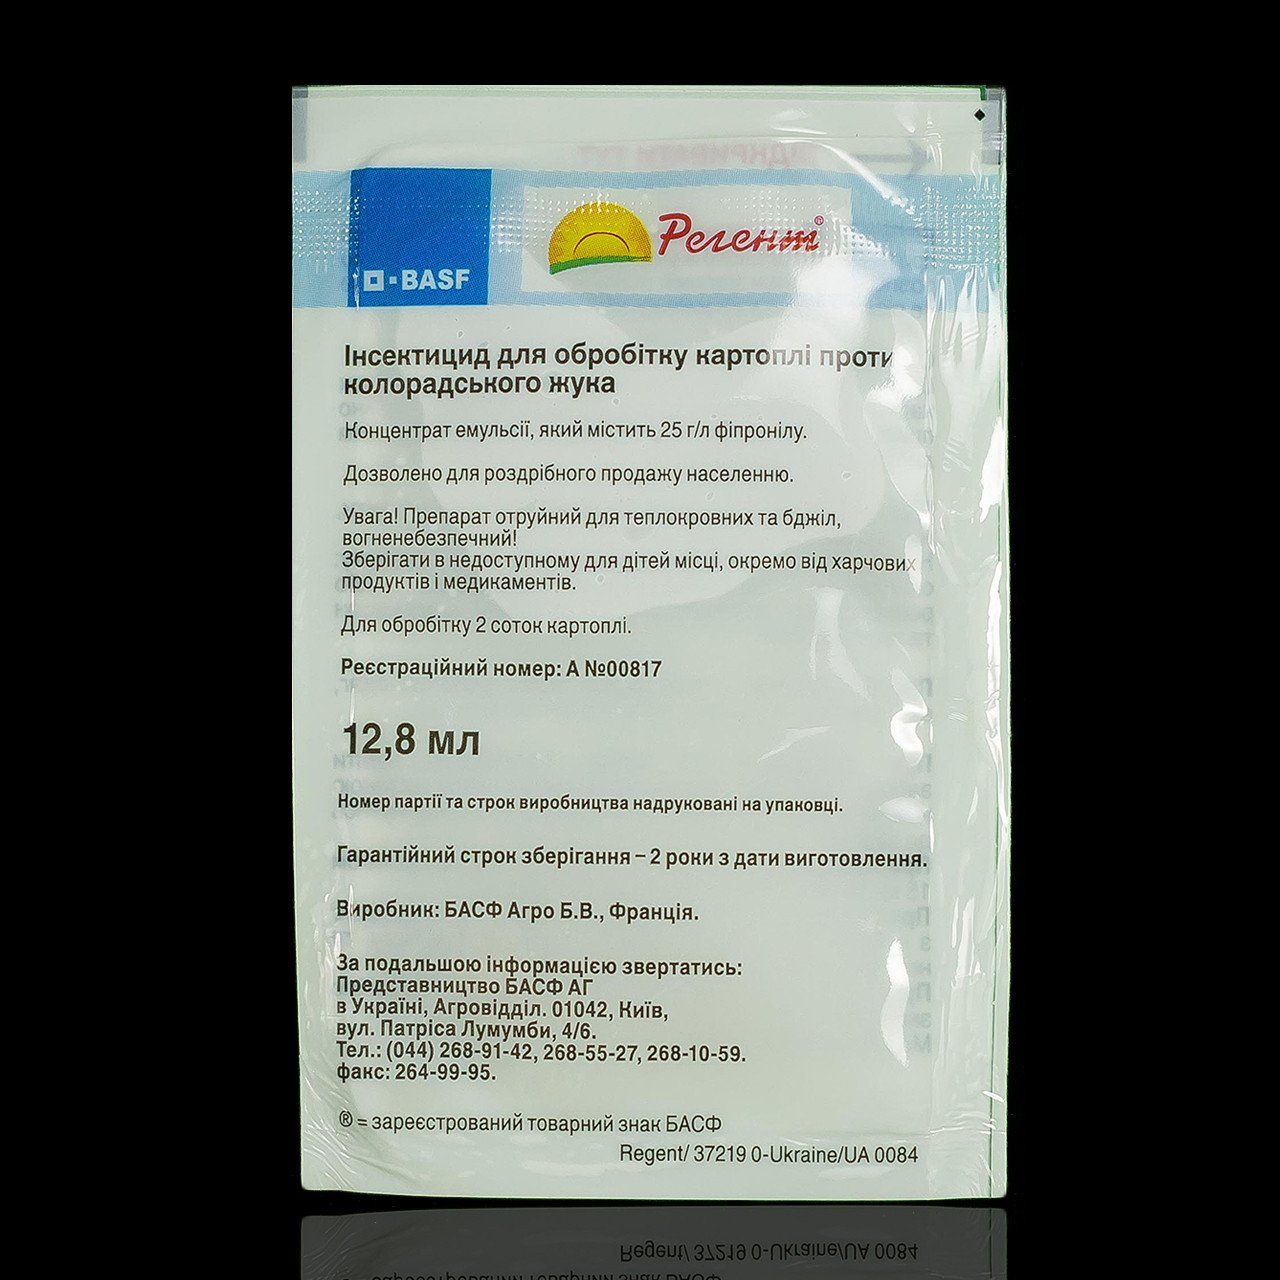 ВІДКРИВАТИ ТУТ
BASF
Регент®
Інсектицид для обробітку картоплі проти
колорадського жука
Концентрат емульсії, який містить 25 г/л фіпронілу.
Дозволено для роздрібного продажу населенню.
Увага! Препарат отруйний для теплокровних та бджіл,
вогненебезпечний!
Зберігати в недоступному для дітей місці, окремо від харчових
продуктів і медикаментів.
Для обробітку 2 соток картоплі.
Реєстраційний номер: А №00817
12,8 мл
Номер партії та строк виробництва надруковані на упаковці.
Гарантійний строк зберігання – 2 роки з дати виготовлення.
Виробник: БАСФ Агро Б.В., Франція.
За подальшою інформацією звертатись:
Представництво БАСФ АГ
в Україні, Агровідділ. 01042, Київ,
вул. Патріса Лумумби, 4/6.
Тел.: (044) 268-91-42, 268-55-27, 268-10-59.
факс: 264-99-95.
® = зареєстрований товарний знак БАСФ
Regent/ 37219 0-Ukraine/UA 0084